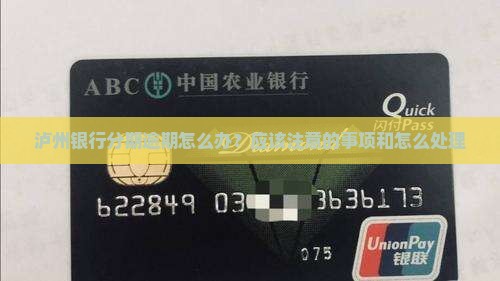 ABC 中国农业银行
Quick
闪付Pass
泸州银行分期逾期怎么办？应该注意的事项和怎么处理
622849 03 3636173
075
UnionPay
银联